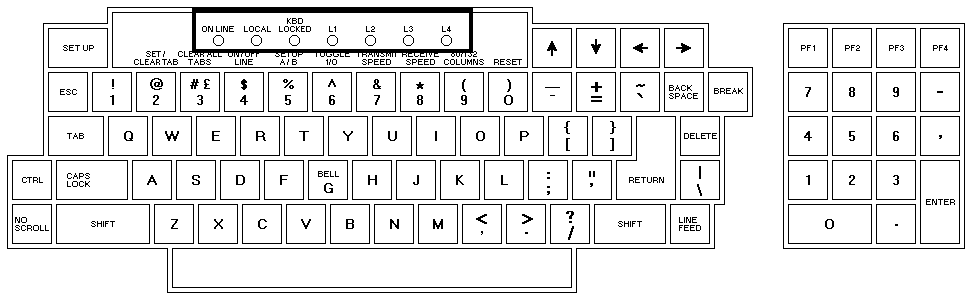 KBD
ON LINE LOCAL LOCKED L1 L2 L3 L4
SET UP
SET / CLEAR ALL ON/OFF SETUP TOGGLE TRANSMIT RECEIVE 80/132
CLEAR TAB TABS LINE A / B 1/0 SPEED SPEED COLUMNS RESET
PF1 PF2 PF3 PF4
ESC ! @ # £ $ % ^ & * ( ) — + ~ BACK BREAK
1 2 3 4 5 6 7 8 9 0 - = ` SPACE
7 8 9 -
TAB Q W E R T Y U I O P { } DELETE
[ ]
4 5 6 ,
CTRL CAPS A S D F BELL H J K L : " RETURN |
LOCK G ; ' \
1 2 3 ENTER
NO SHIFT Z X C V B N M < > ? SHIFT LINE
SCROLL , . / FEED
0 .